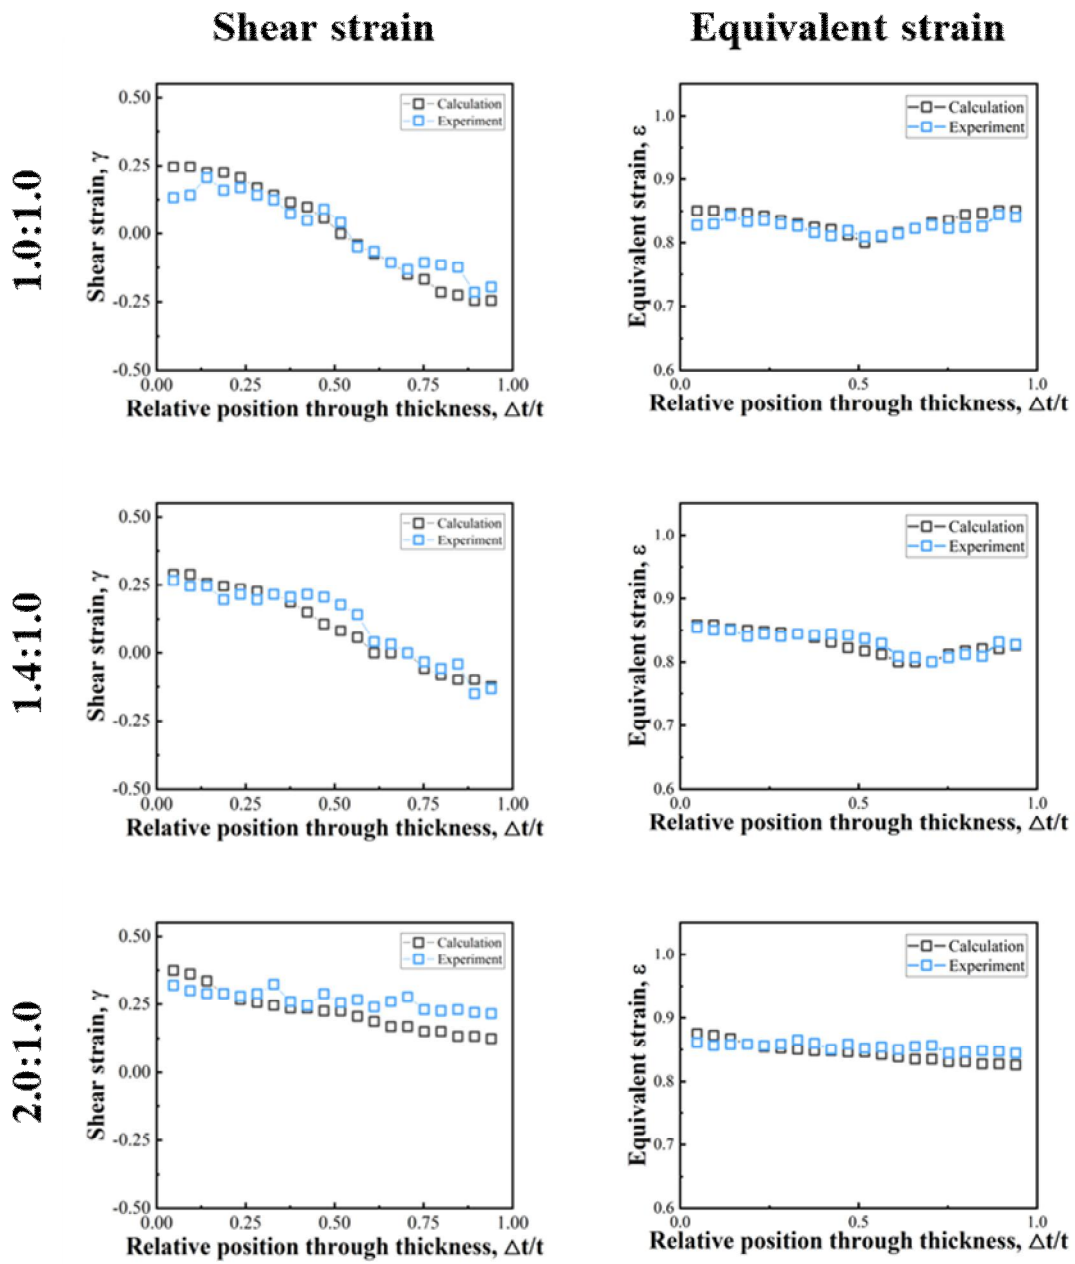 Shear strain
Equivalent strain
1.0:1.0
0.50
0.25
0.00
-0.25
-0.50
Shear strain, γ
Calculation
Experiment
0.00
0.25
0.50
0.75
1.00
Relative position through thickness, △t/t
1.0
0.9
0.8
0.7
0.6
Equivalent strain, ε
Calculation
Experiment
0.0
0.5
1.0
Relative position through thickness, △t/t
1.4:1.0
0.50
0.25
0.00
-0.25
-0.50
Shear strain, γ
Calculation
Experiment
0.00
0.25
0.50
0.75
1.00
Relative position through thickness, △t/t
1.0
0.9
0.8
0.7
0.6
Equivalent strain, ε
Calculation
Experiment
0.0
0.5
1.0
Relative position through thickness, △t/t
2.0:1.0
0.50
0.25
0.00
-0.25
-0.50
Shear strain, γ
Calculation
Experiment
0.00
0.25
0.50
0.75
1.00
Relative position through thickness, △t/t
1.0
0.9
0.8
0.7
0.6
Equivalent strain, ε
Calculation
Experiment
0.0
0.5
1.0
Relative position through thickness, △t/t